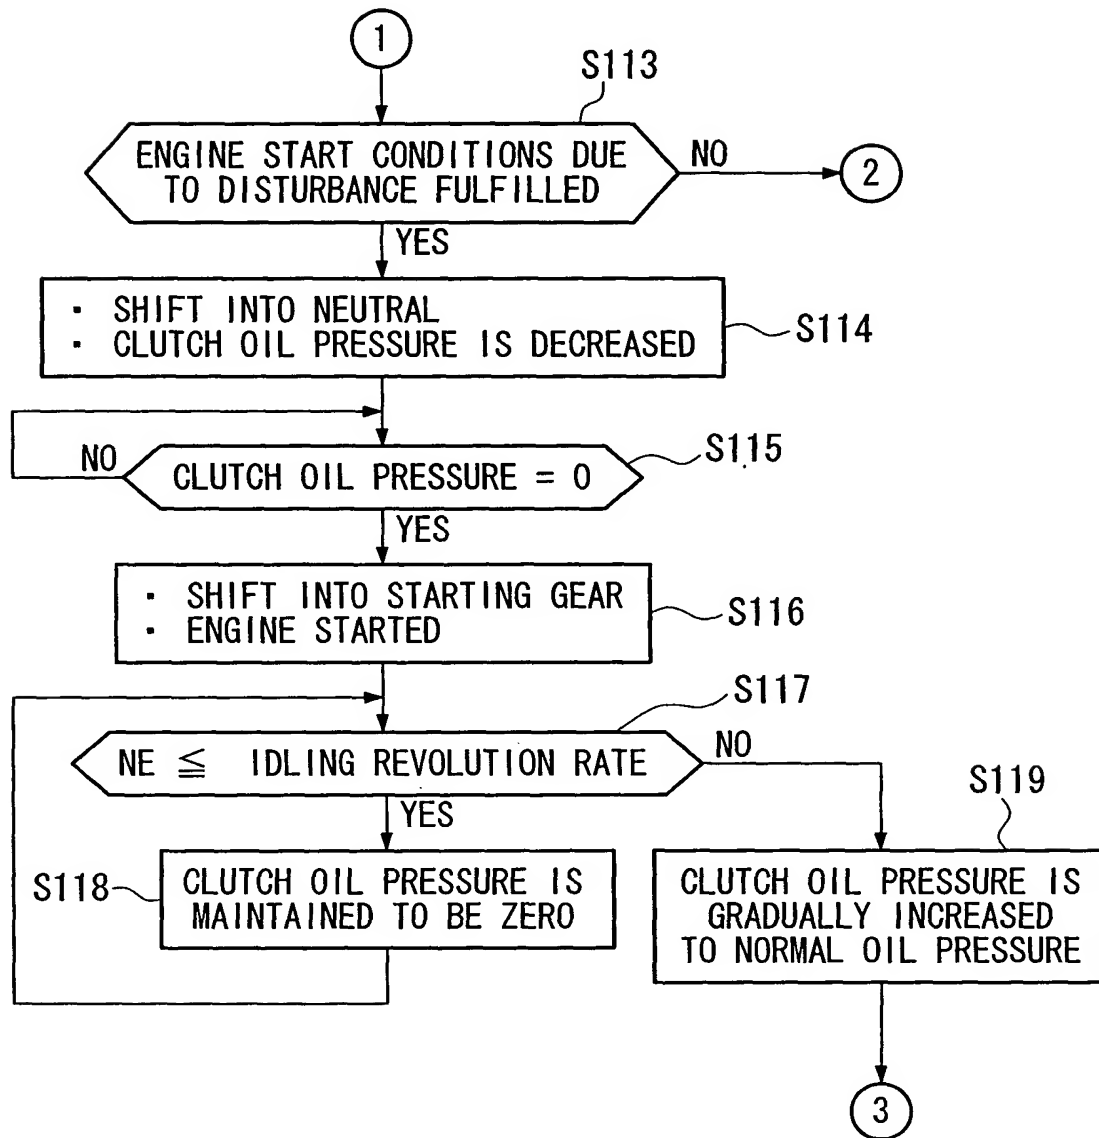 1
S113
ENGINE START CONDITIONS DUE
TO DISTURBANCE FULFILLED
NO
2
YES
· SHIFT INTO NEUTRAL
· CLUTCH OIL PRESSURE IS DECREASED
S114
NO
CLUTCH OIL PRESSURE = 0
S115
YES
· SHIFT INTO STARTING GEAR
· ENGINE STARTED
S116
S117
NE ≦ IDLING REVOLUTION RATE
NO
YES
S119
S118
CLUTCH OIL PRESSURE IS
MAINTAINED TO BE ZERO
CLUTCH OIL PRESSURE IS
GRADUALLY INCREASED
TO NORMAL OIL PRESSURE
3